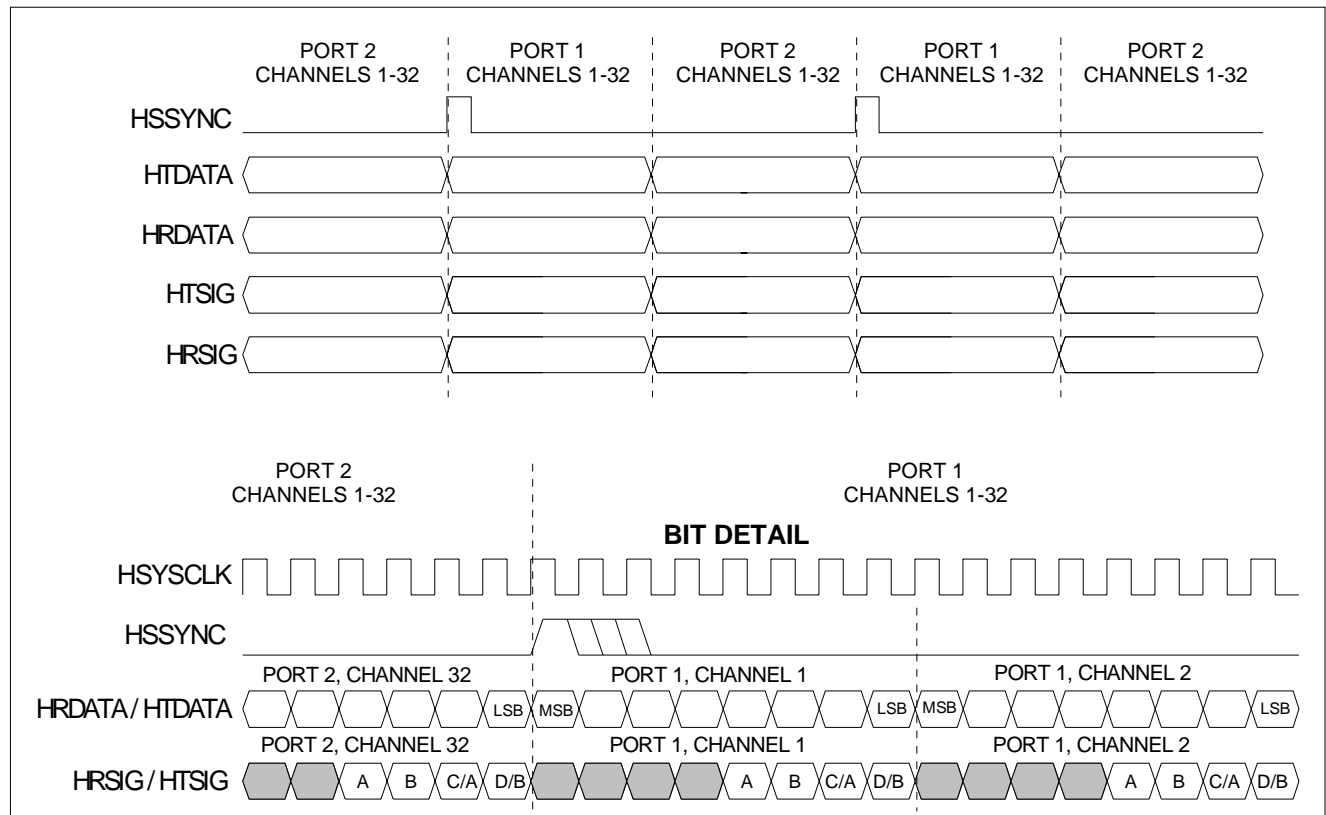 PORT 2 PORT 1 PORT 2 PORT 1 PORT 2
CHANNELS 1-32 CHANNELS 1-32 CHANNELS 1-32 CHANNELS 1-32 CHANNELS 1-32
HSSYNC
HTDATA
HRDATA
HTSIG
HRSIG
PORT 2 PORT 1
CHANNELS 1-32 CHANNELS 1-32
BIT DETAIL
HSYSCLK
HSSYNC
PORT 2, CHANNEL 32 PORT 1, CHANNEL 1 PORT 1, CHANNEL 2
HRDATA / HTDATA LSB MSB LSB MSB LSB
PORT 2, CHANNEL 32 PORT 1, CHANNEL 1 PORT 1, CHANNEL 2
HRSIG / HTSIG A B C/A D/B A B C/A D/B A B C/A D/B